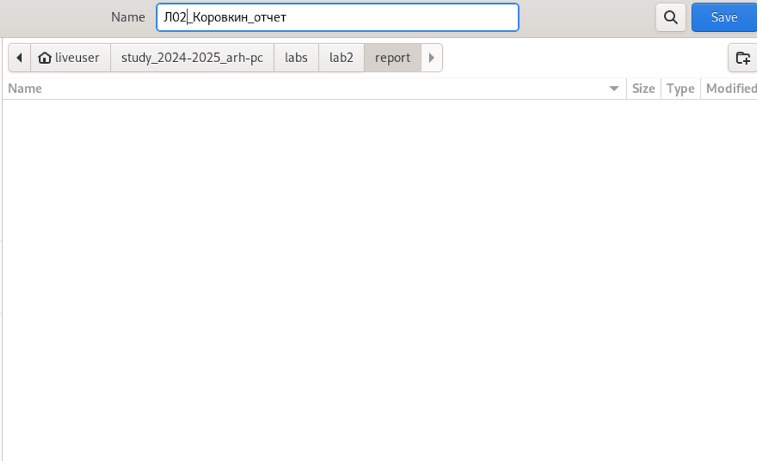 Name Л02_Коровкин_отчет Save
liveuser study_2024-2025_arh-pc labs lab2 report
Name Size Type Modified